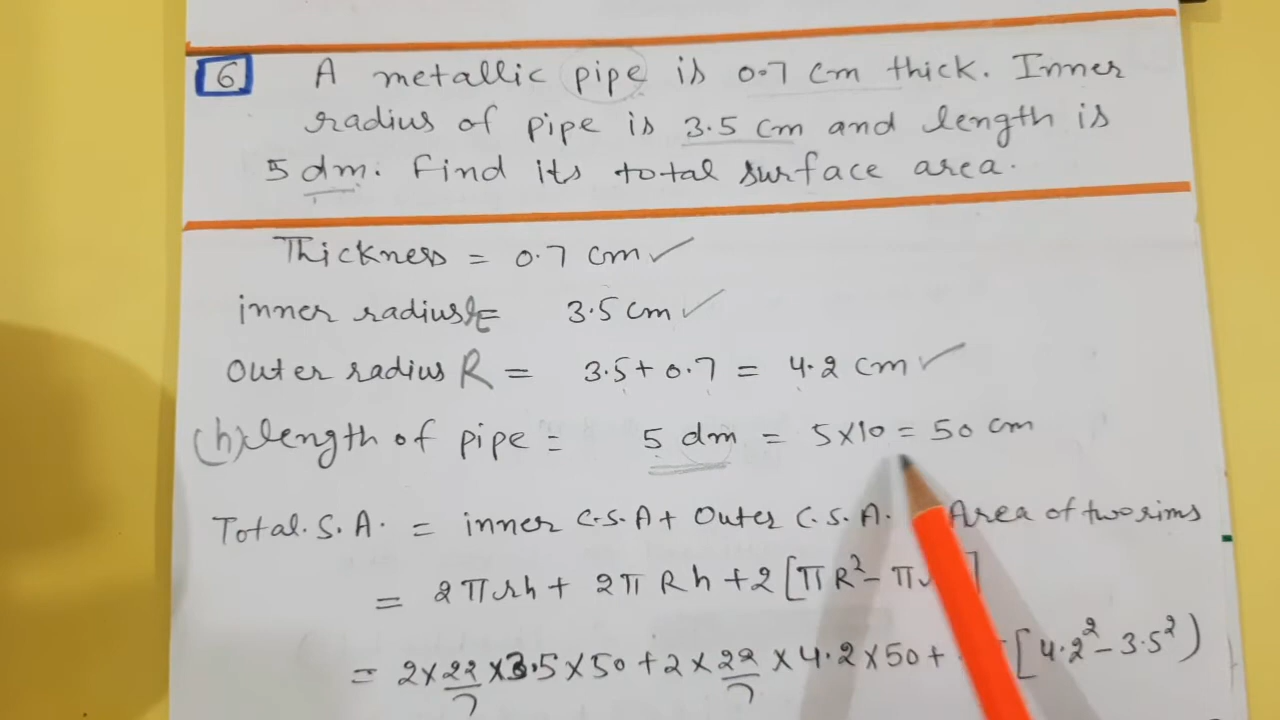 6 A metallic pipe is 0.7 cm thick. Inner
radius of pipe is 3.5 cm and length is
5 dm. Find its total surface area.
Thickness = 0.7 cm ✓
inner radius r = 3.5 cm ✓
Outer radius R = 3.5 + 0.7 = 4.2 cm ✓
(h) length of pipe = 5 dm = 5×10 = 50 cm
Total. S. A. = inner C.S.A + Outer C.S.A. Area of two rims
= 2πrh + 2πRh + 2[πR²- π ]
= 2×22/7×3.5×50+2×22/7×4.2×50+ [4.2²-3.5²)